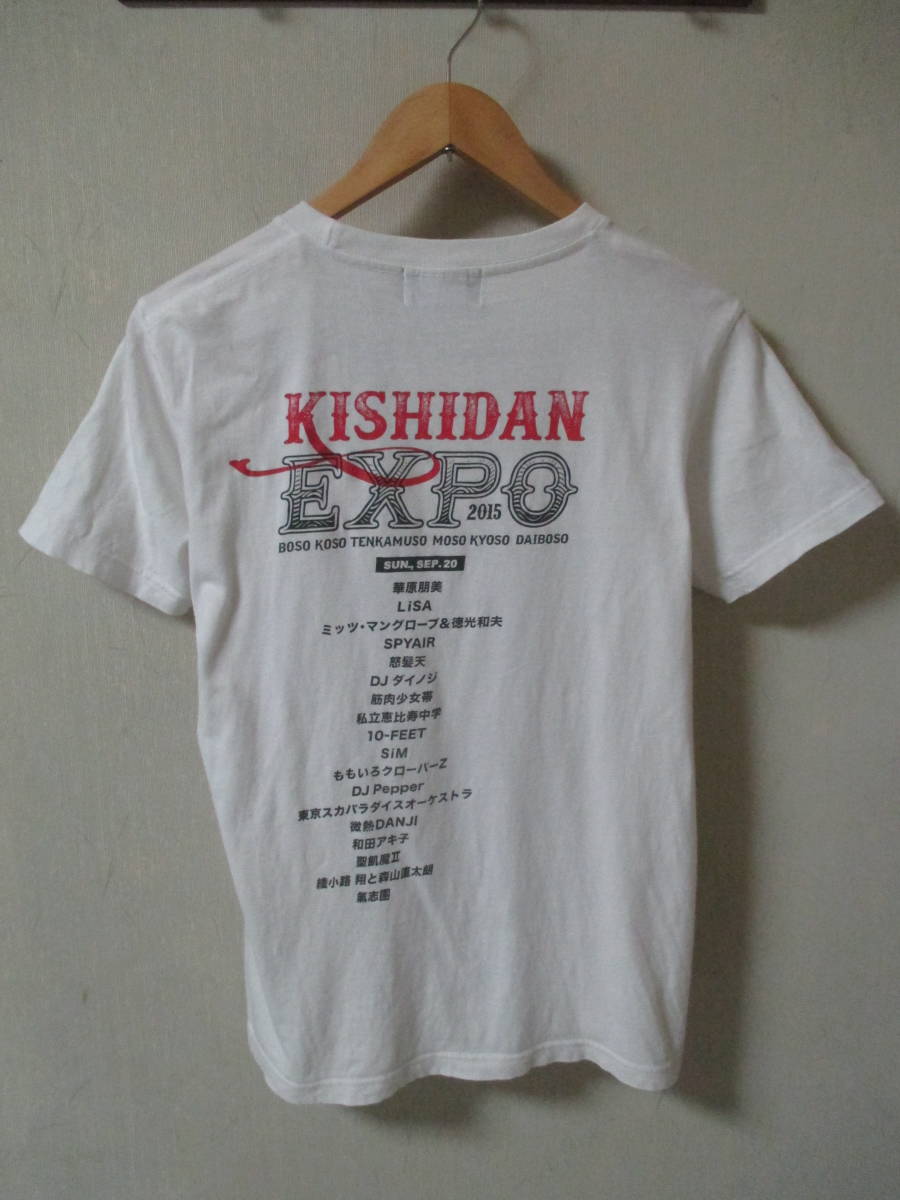 KISHIDAN
EXPO
2015
BOSO KOSO TENKAMUSO MOSO KYOSO DAIBOSO
SUN., SEP. 20
華原朋美
LiSA
ミッツ・マングローブ&徳光和夫
SPYAIR
怒髪天
DJ ダイノジ
筋肉少女帯
私立恵比寿中学
10-FEET
SiM
ももいろクローバーZ
DJ Pepper
東京スカパラダイスオーケストラ
微熱DANJI
和田アキ子
聖飢魔Ⅱ
綾小路 翔と森山直太朗
氣志團